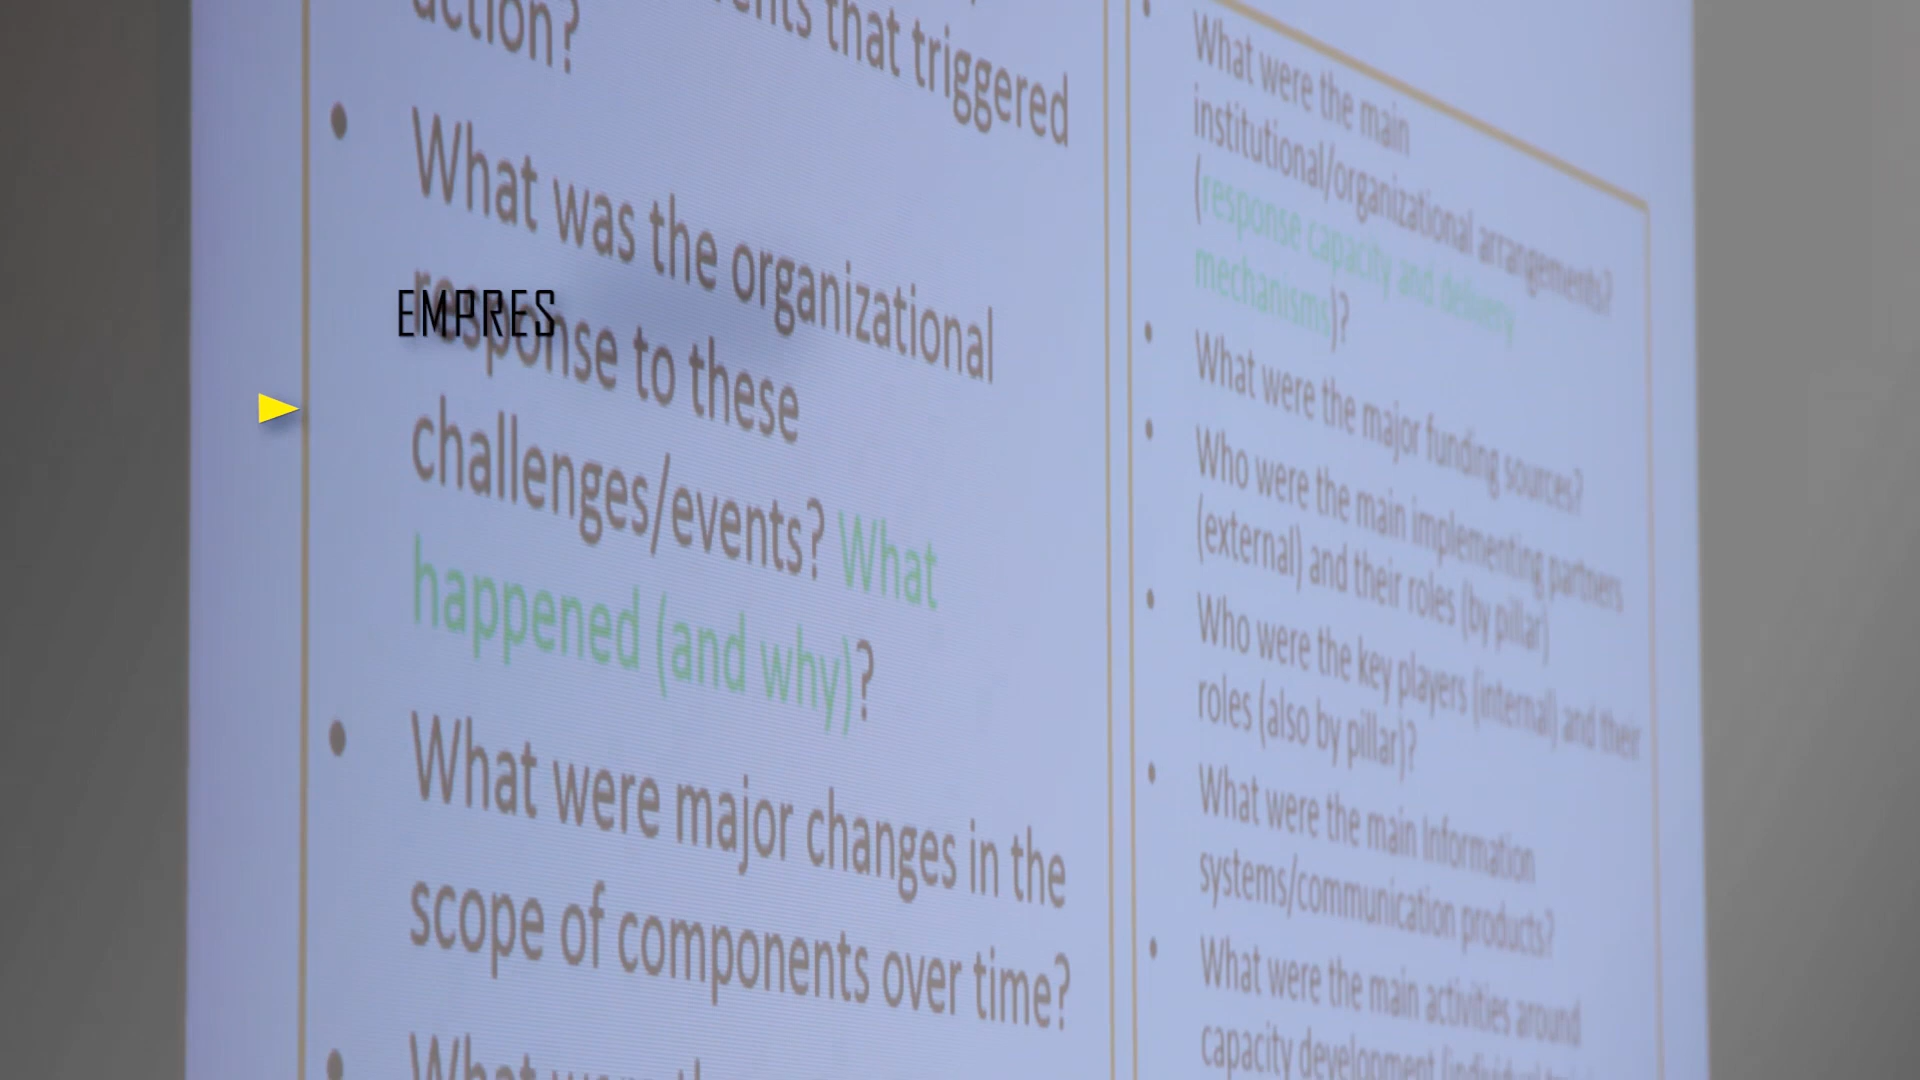 action?
that triggered
• What was the organizational
response to these
challenges/events? What
happened (and why)?
• What were major changes in the
scope of components over time?
• What were
EMPRES
What were the main
institutional/organizational arrangements?
(response capacity and delivery
mechanisms)?
• What were the major funding sources?
• Who were the main implementing partners
(external) and their roles (by pillar)
• Who were the key players (internal) and their
roles (also by pillar)?
• What were the main Information
systems/communication products?
• What were the main activities around
capacity development